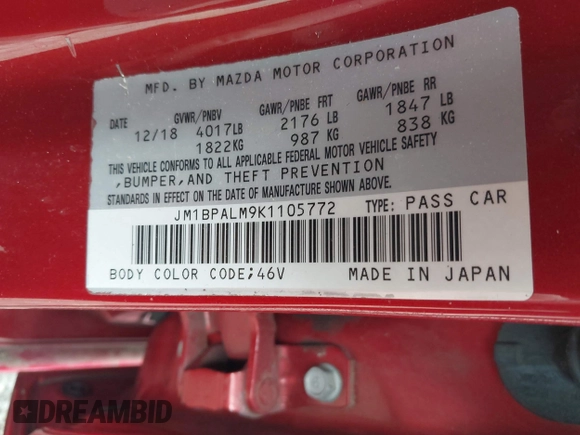 MFD. BY MAZDA MOTOR CORPORATION
DATE GVWR/PNBV GAWR/PNBE FRT GAWR/PNBE RR
12/18 4017LB 2176 LB 1847 LB
1822KG 987 KG 838 KG
THIS VEHICLE CONFORMS TO ALL APPLICABLE FEDERAL MOTOR VEHICLE SAFETY
,BUMPER,AND THEFT PREVENTION
STANDARDS IN EFFECT ON THE DATE OF MANUFACTURE SHOWN ABOVE.
JM1BPALM9K1105772 TYPE: PASS CAR
BODY COLOR CODE;46V MADE IN JAPAN
DREAMBID